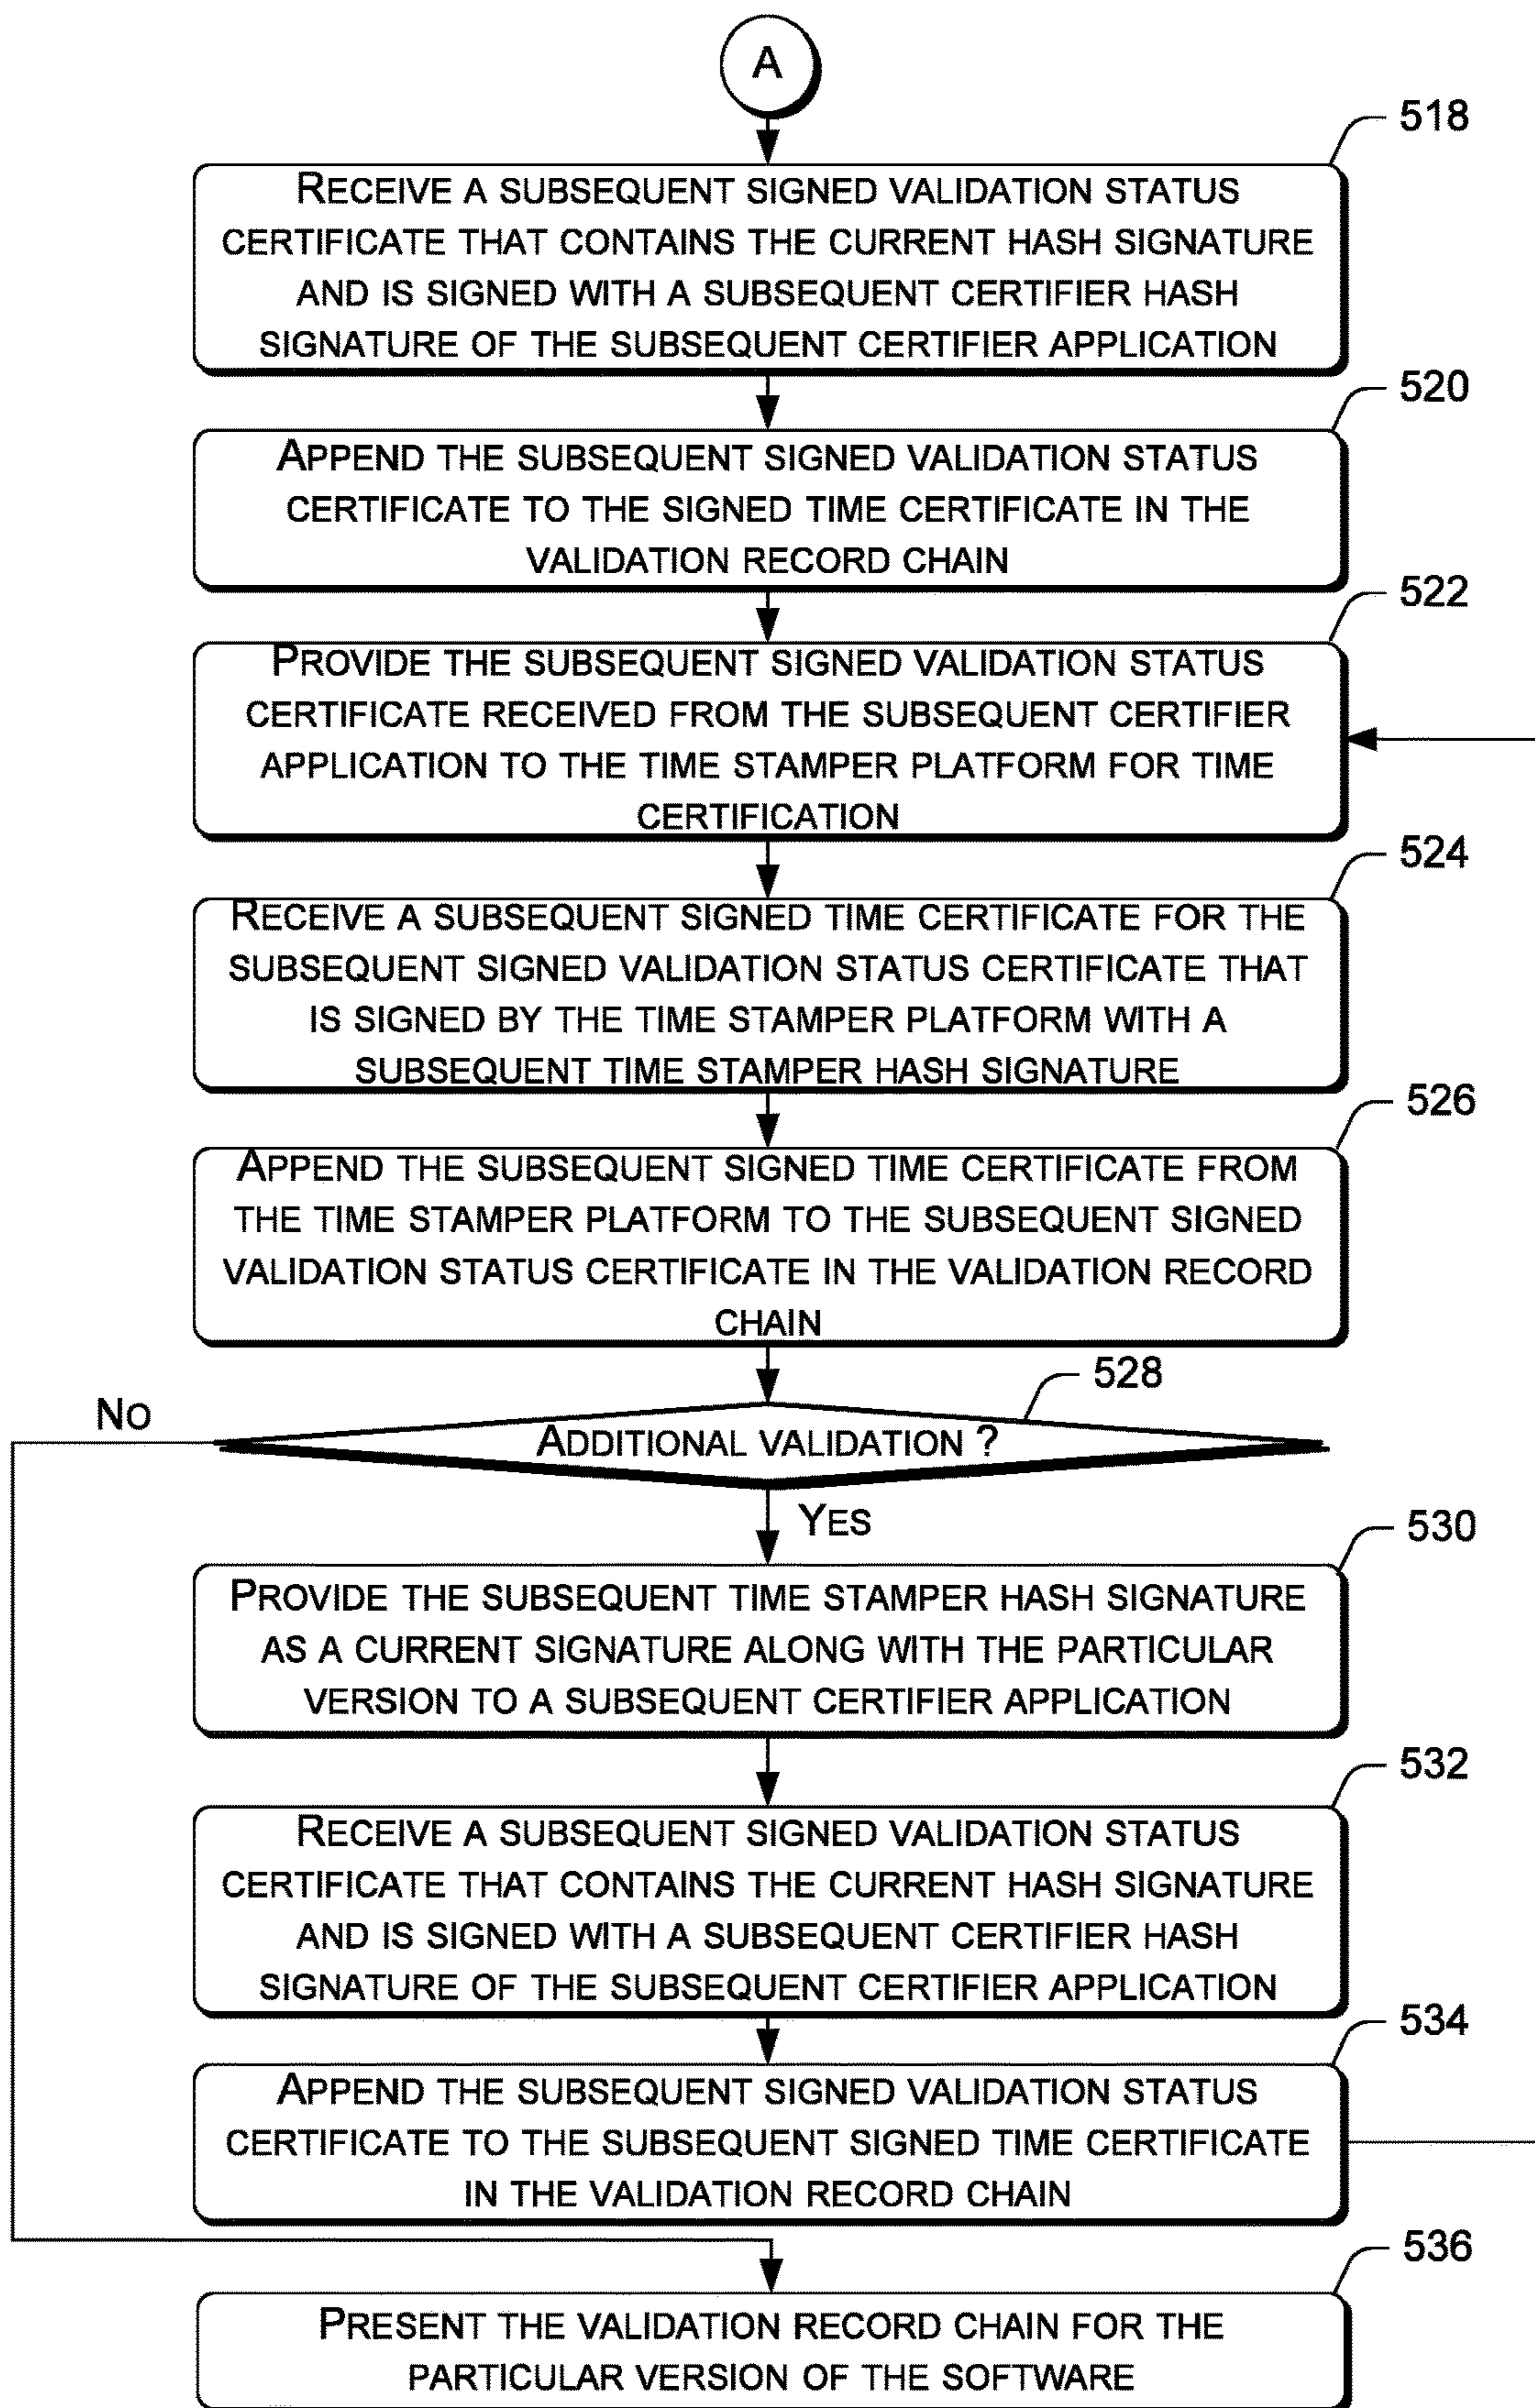 A
518
RECEIVE A SUBSEQUENT SIGNED VALIDATION STATUS
CERTIFICATE THAT CONTAINS THE CURRENT HASH SIGNATURE
AND IS SIGNED WITH A SUBSEQUENT CERTIFIER HASH
SIGNATURE OF THE SUBSEQUENT CERTIFIER APPLICATION
520
APPEND THE SUBSEQUENT SIGNED VALIDATION STATUS
CERTIFICATE TO THE SIGNED TIME CERTIFICATE IN THE
VALIDATION RECORD CHAIN
522
PROVIDE THE SUBSEQUENT SIGNED VALIDATION STATUS
CERTIFICATE RECEIVED FROM THE SUBSEQUENT CERTIFIER
APPLICATION TO THE TIME STAMPER PLATFORM FOR TIME
CERTIFICATION
524
RECEIVE A SUBSEQUENT SIGNED TIME CERTIFICATE FOR THE
SUBSEQUENT SIGNED VALIDATION STATUS CERTIFICATE THAT
IS SIGNED BY THE TIME STAMPER PLATFORM WITH A
SUBSEQUENT TIME STAMPER HASH SIGNATURE
526
APPEND THE SUBSEQUENT SIGNED TIME CERTIFICATE FROM
THE TIME STAMPER PLATFORM TO THE SUBSEQUENT SIGNED
VALIDATION STATUS CERTIFICATE IN THE VALIDATION RECORD
CHAIN
528
NO
ADDITIONAL VALIDATION ?
YES
530
PROVIDE THE SUBSEQUENT TIME STAMPER HASH SIGNATURE
AS A CURRENT SIGNATURE ALONG WITH THE PARTICULAR
VERSION TO A SUBSEQUENT CERTIFIER APPLICATION
532
RECEIVE A SUBSEQUENT SIGNED VALIDATION STATUS
CERTIFICATE THAT CONTAINS THE CURRENT HASH SIGNATURE
AND IS SIGNED WITH A SUBSEQUENT CERTIFIER HASH
SIGNATURE OF THE SUBSEQUENT CERTIFIER APPLICATION
534
APPEND THE SUBSEQUENT SIGNED VALIDATION STATUS
CERTIFICATE TO THE SUBSEQUENT SIGNED TIME CERTIFICATE
IN THE VALIDATION RECORD CHAIN
536
PRESENT THE VALIDATION RECORD CHAIN FOR THE
PARTICULAR VERSION OF THE SOFTWARE